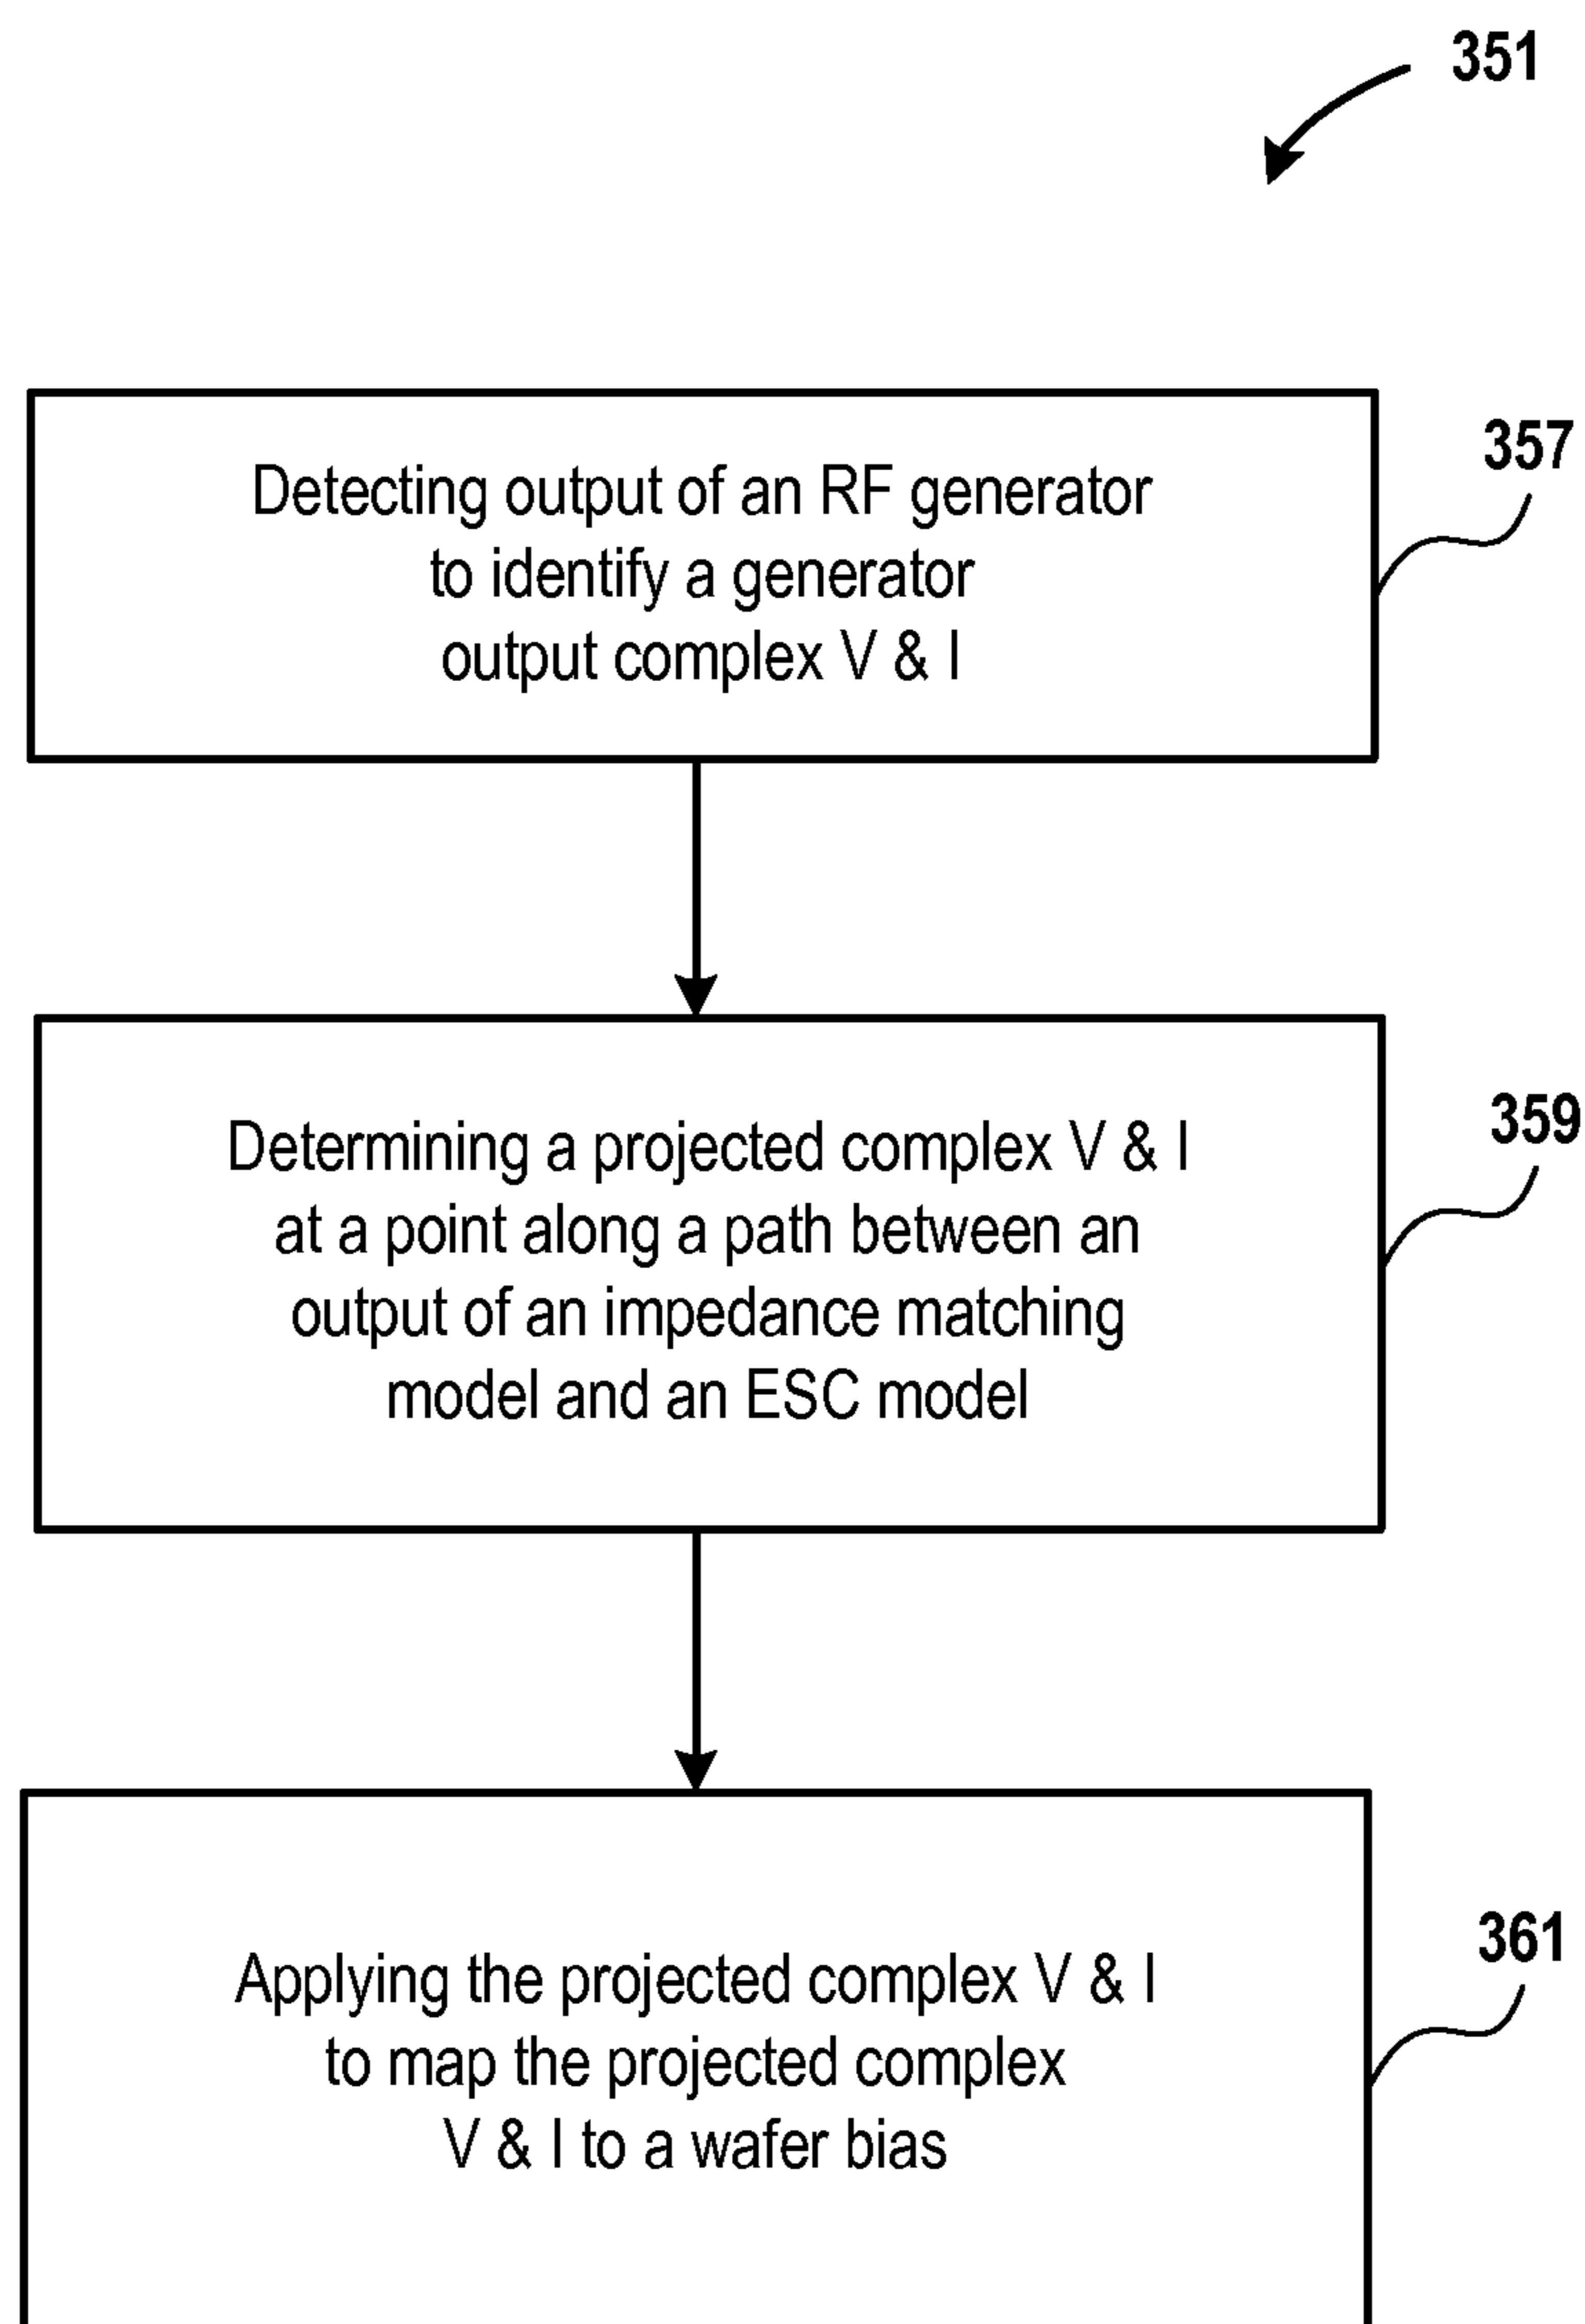 351
357
Detecting output of an RF generator
to identify a generator
output complex V & I
359
Determining a projected complex V & I
at a point along a path between an
output of an impedance matching
model and an ESC model
361
Applying the projected complex V & I
to map the projected complex
V & I to a wafer bias